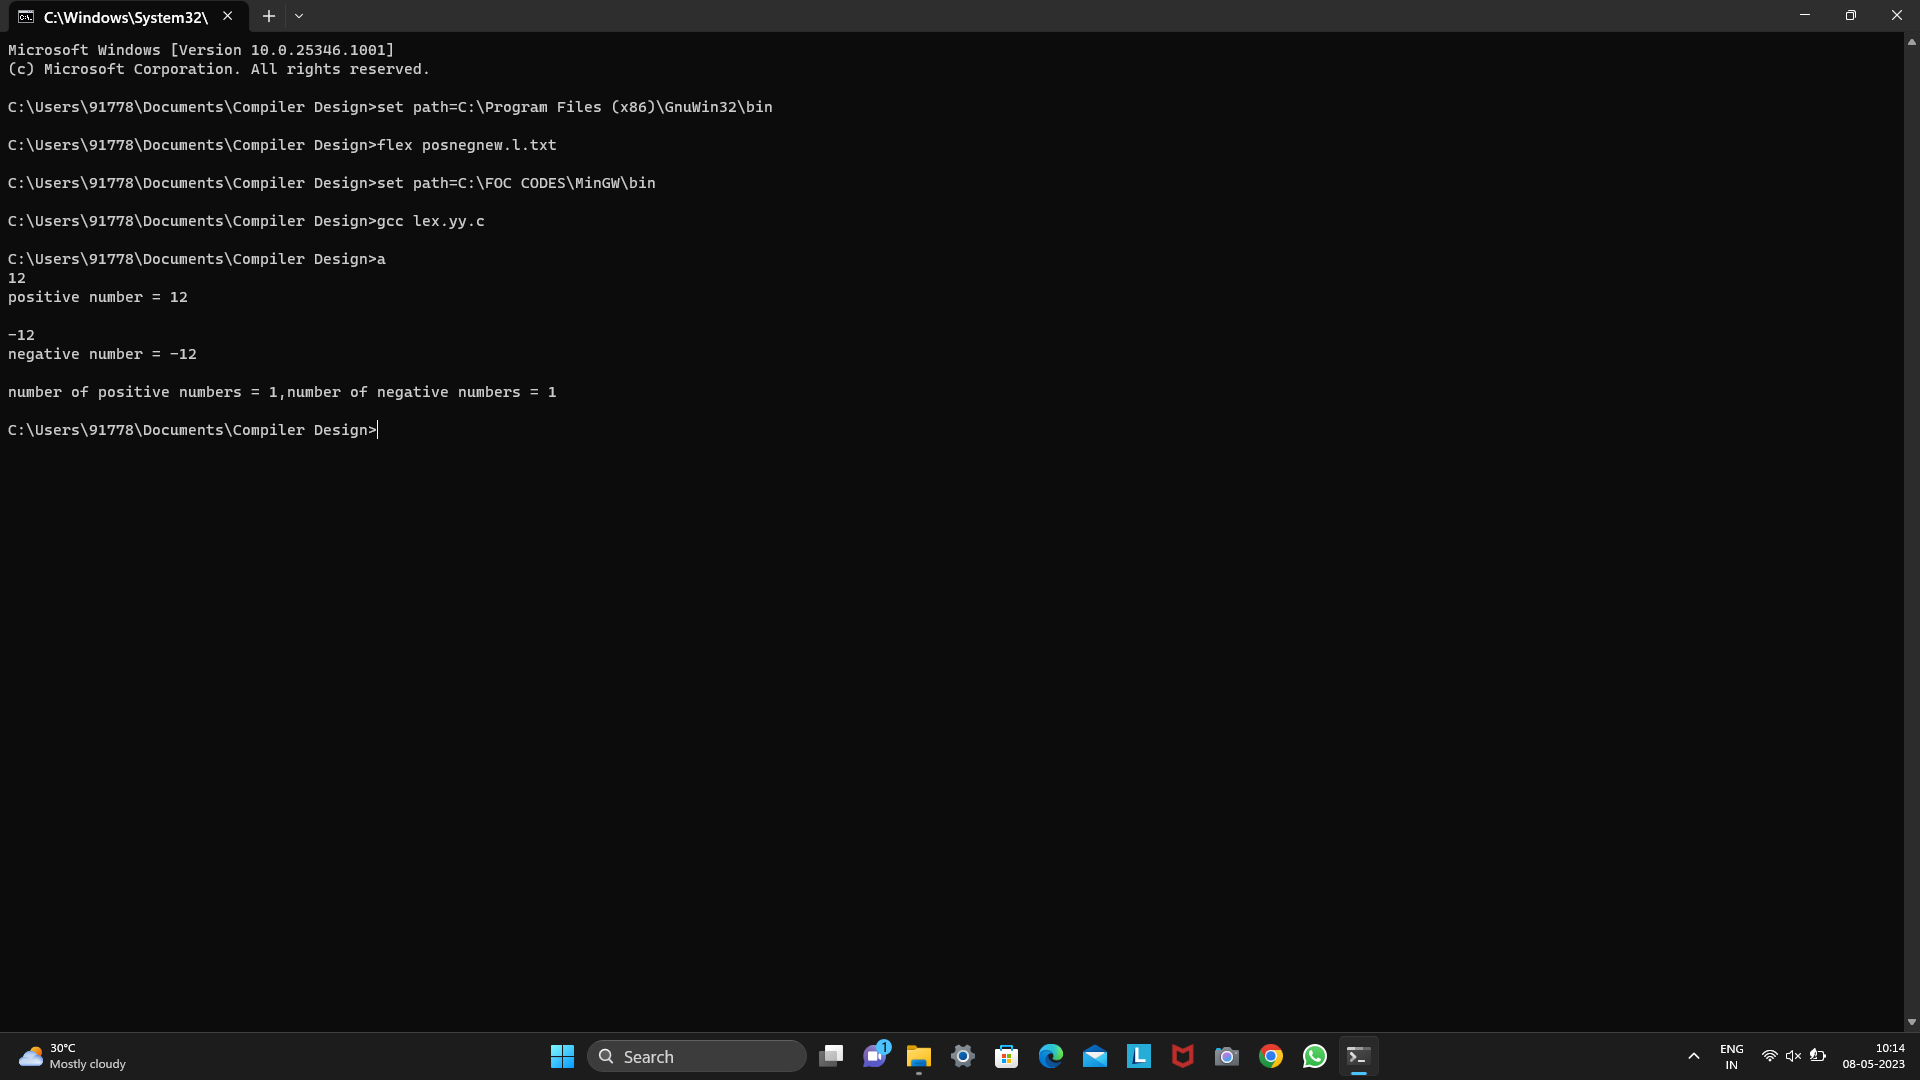 C:\Windows\System32\
Microsoft Windows [Version 10.0.25346.1001]
(c) Microsoft Corporation. All rights reserved.
C:\Users\91778\Documents\Compiler Design>set path=C:\Program Files (x86)\GnuWin32\bin
C:\Users\91778\Documents\Compiler Design>flex posnegnew.l.txt
C:\Users\91778\Documents\Compiler Design>set path=C:\FOC CODES\MinGW\bin
C:\Users\91778\Documents\Compiler Design>gcc lex.yy.c
C:\Users\91778\Documents\Compiler Design>a
12
positive number = 12
-12
negative number = -12
number of positive numbers = 1,number of negative numbers = 1
C:\Users\91778\Documents\Compiler Design>
30°C
Mostly cloudy
Search
1
L
ENG
IN
10:14
08-05-2023